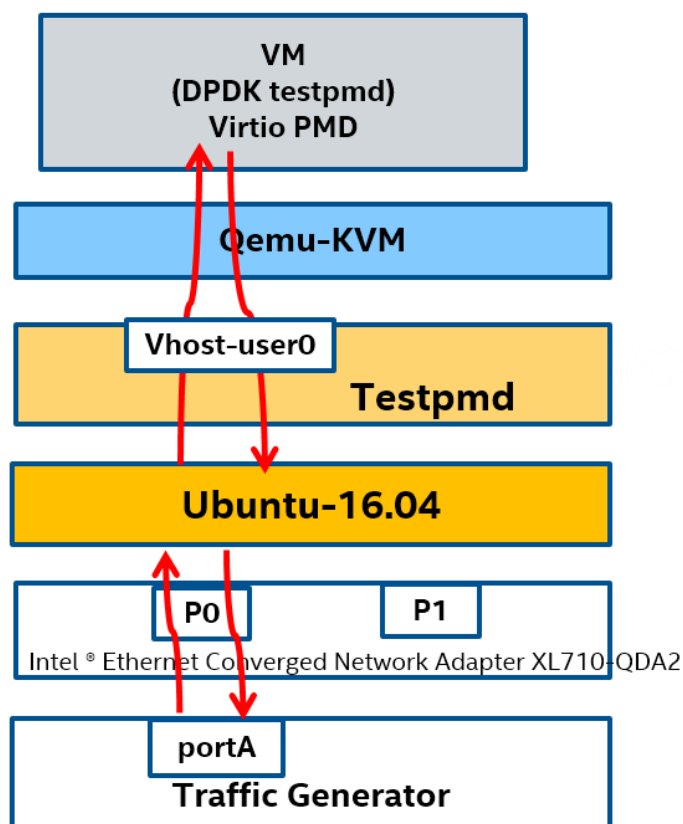 VM
(DPDK testpmd)
Virtio PMD
Qemu-KVM
Vhost-user0
Testpmd
Ubuntu-16.04
P0
P1
Intel ® Ethernet Converged Network Adapter XL710-QDA2
portA
Traffic Generator